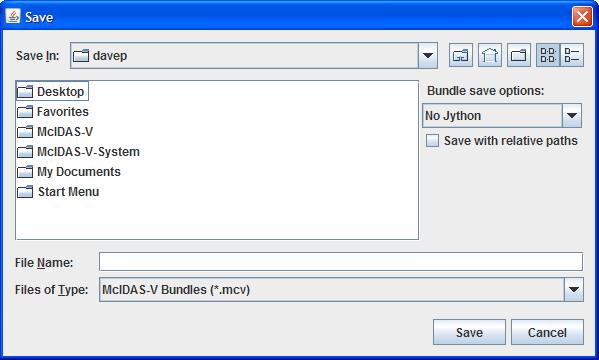 Save
Save In: davep
Desktop
Favorites
McIDAS-V
McIDAS-V-System
My Documents
Start Menu
Bundle save options:
No Jython
Save with relative paths
File Name:
Files of Type: McIDAS-V Bundles (*.mcv)
Save Cancel